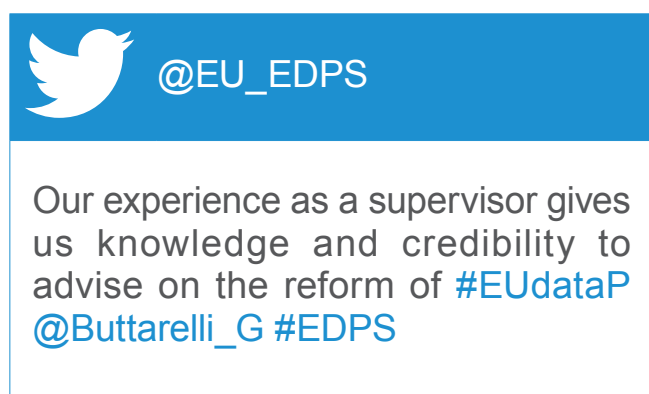 @EU_EDPS
Our experience as a supervisor gives
us knowledge and credibility to
advise on the reform of #EUdataP
@Buttarelli_G #EDPS